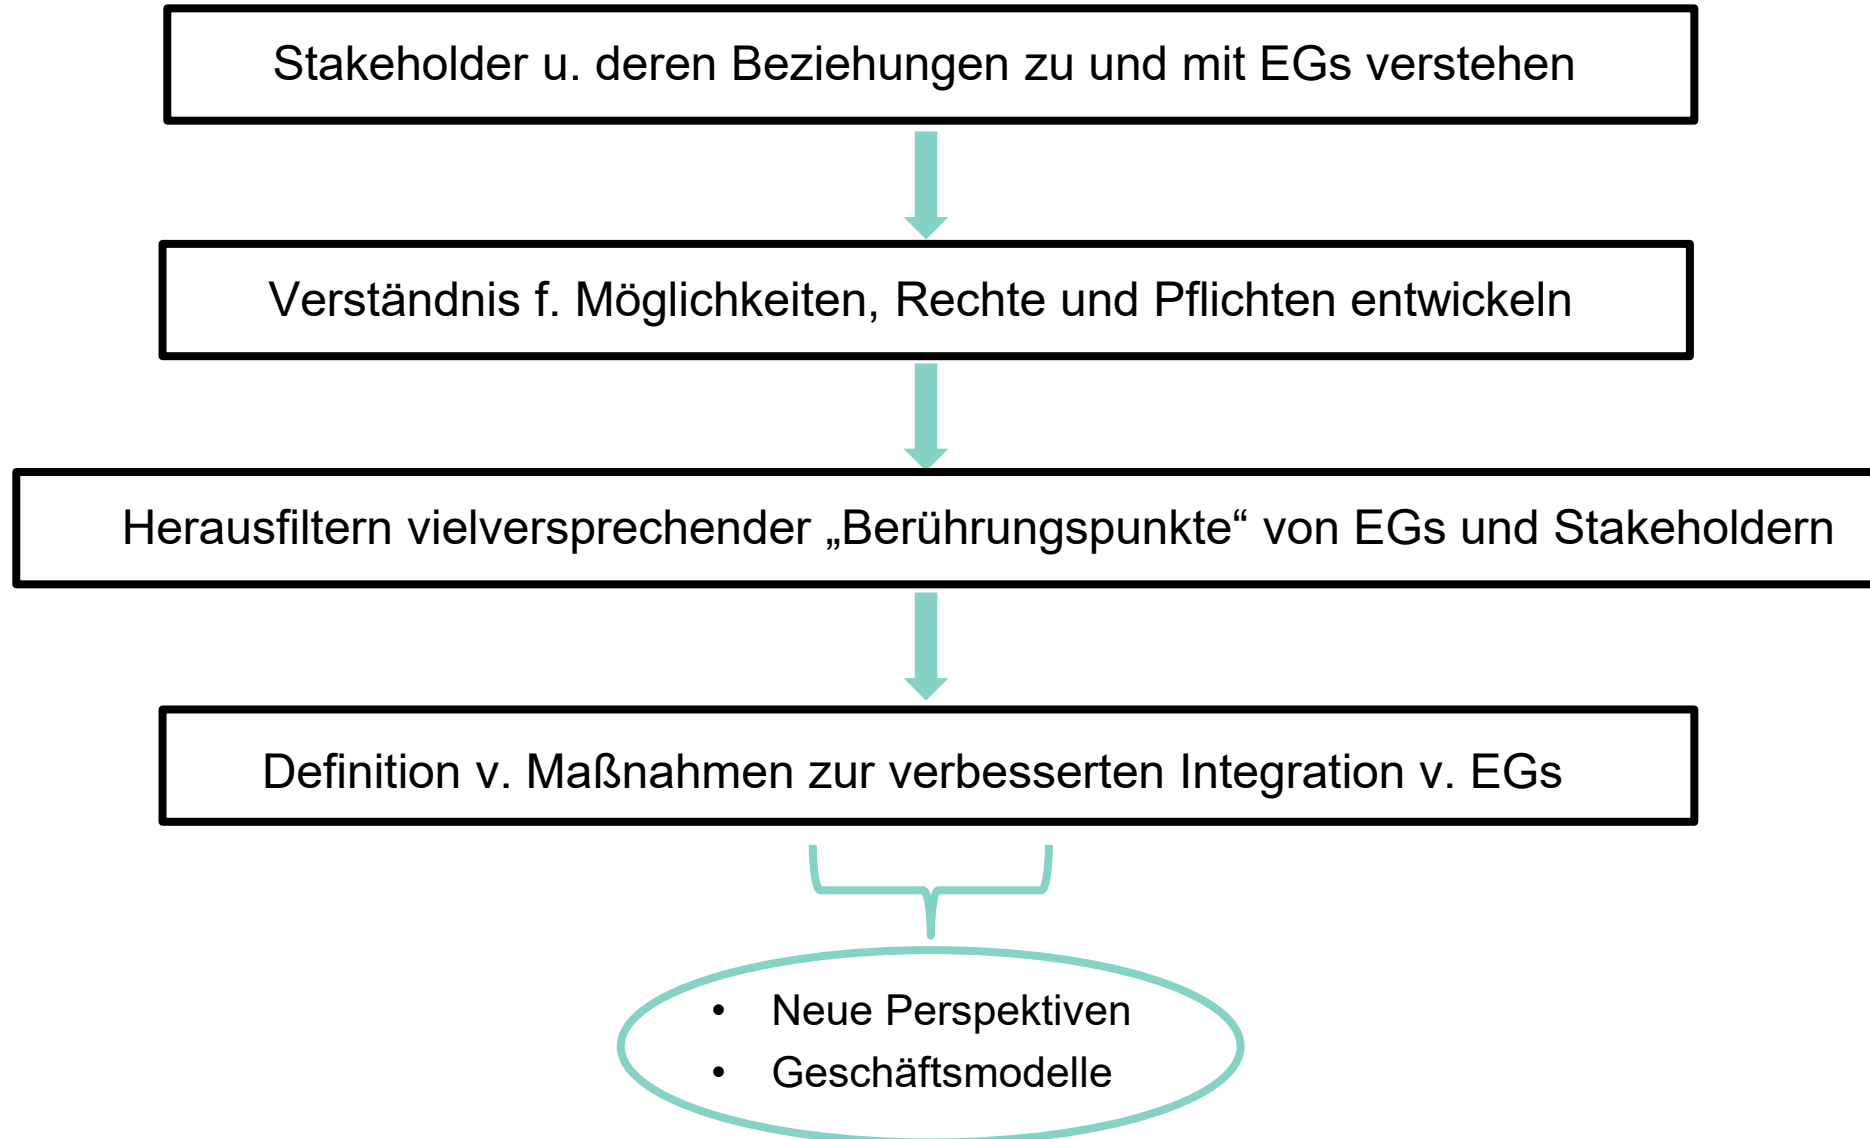 Stakeholder u. deren Beziehungen zu und mit EGs verstehen
Verständnis f. Möglichkeiten, Rechte und Pflichten entwickeln
Herausfiltern vielversprechender „Berührungspunkte“ von EGs und Stakeholdern
Definition v. Maßnahmen zur verbesserten Integration v. EGs
• Neue Perspektiven
• Geschäftsmodelle